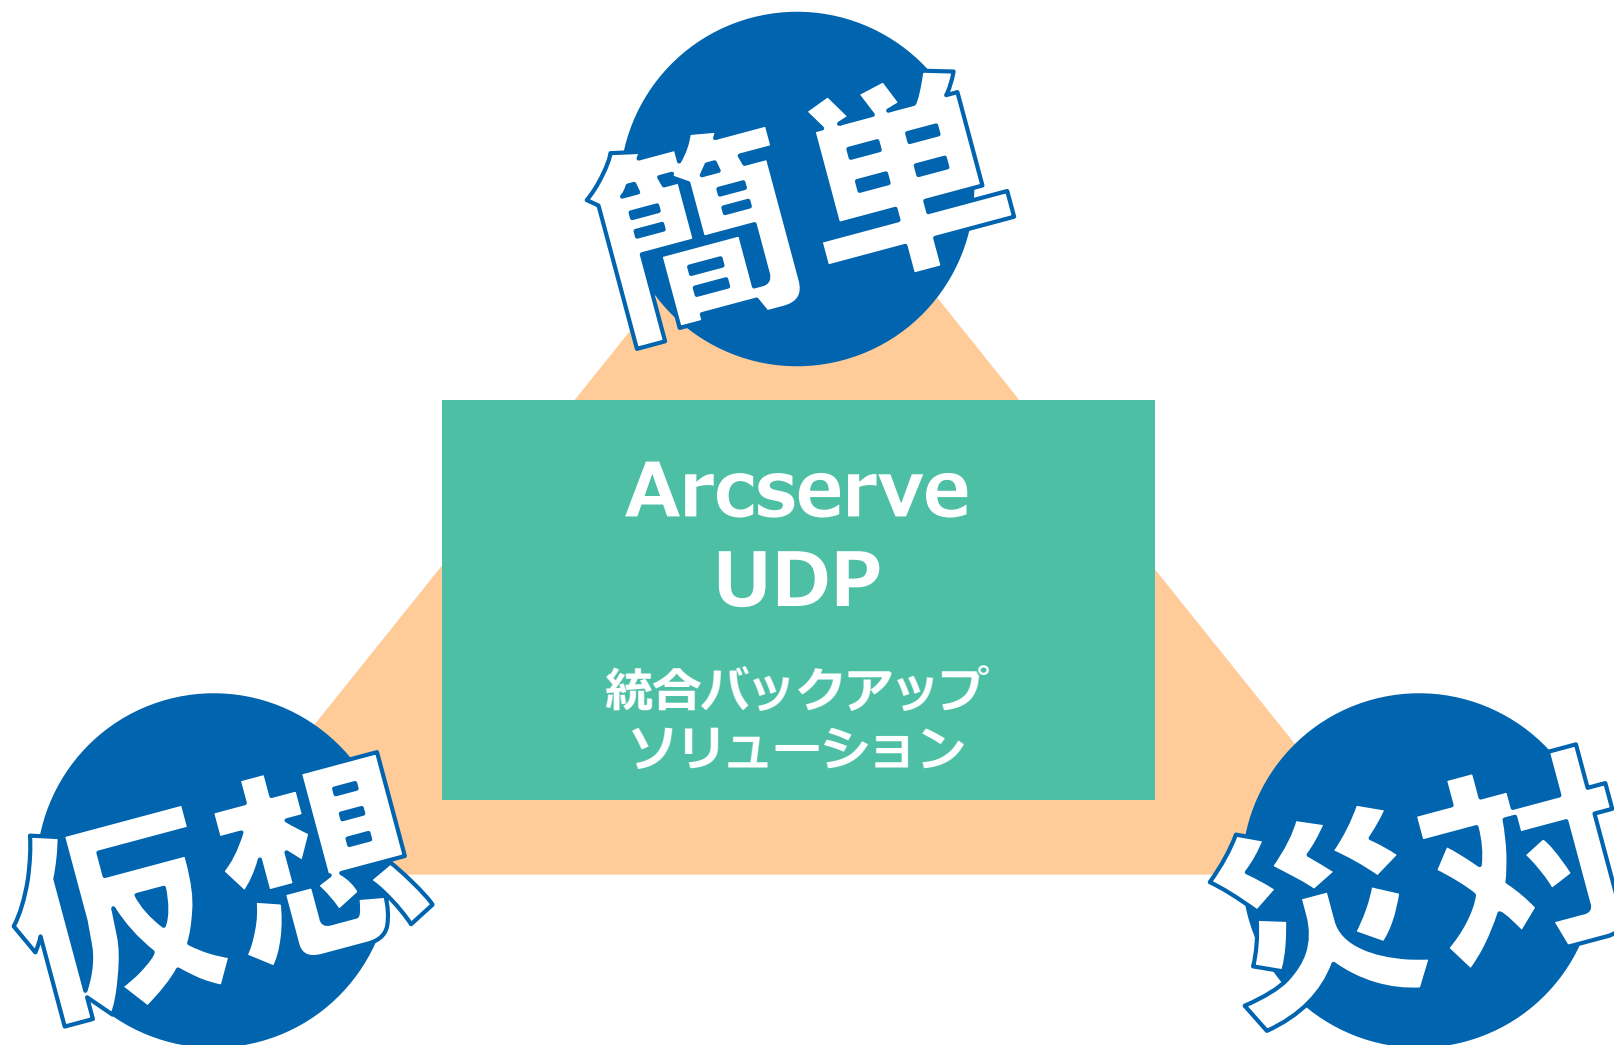 簡単
Arcserve
UDP
統合バックアップ
ソリューション
仮想
災対